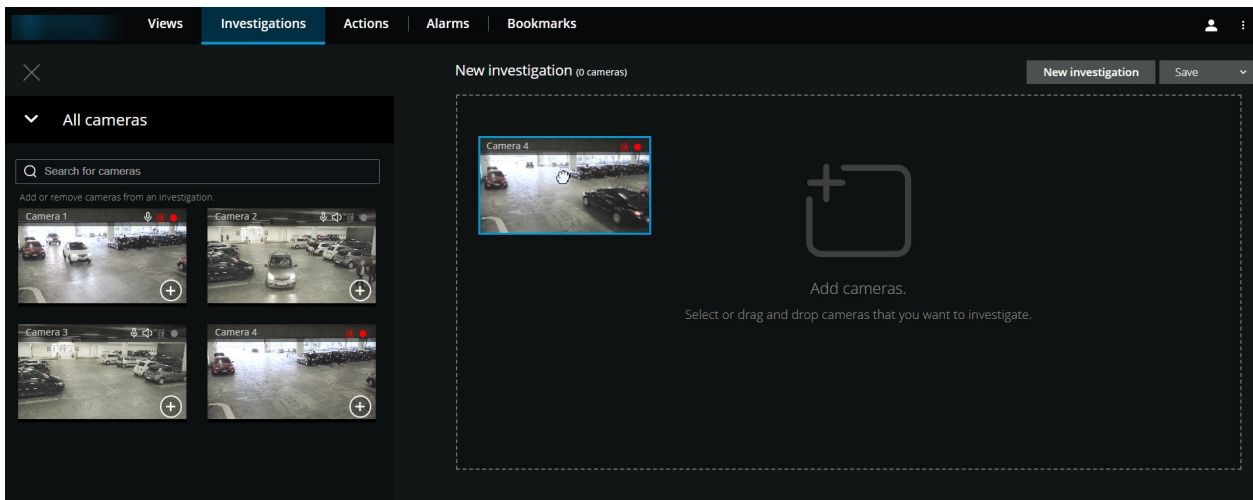 Views Investigations Actions Alarms Bookmarks
New investigation (0 cameras)
New investigation
Save
All cameras
Search for cameras
Add or remove cameras from an investigation.
Camera 1
Camera 2
Camera 3
Camera 4
Camera 4
Add cameras.
Select or drag and drop cameras that you want to investigate.